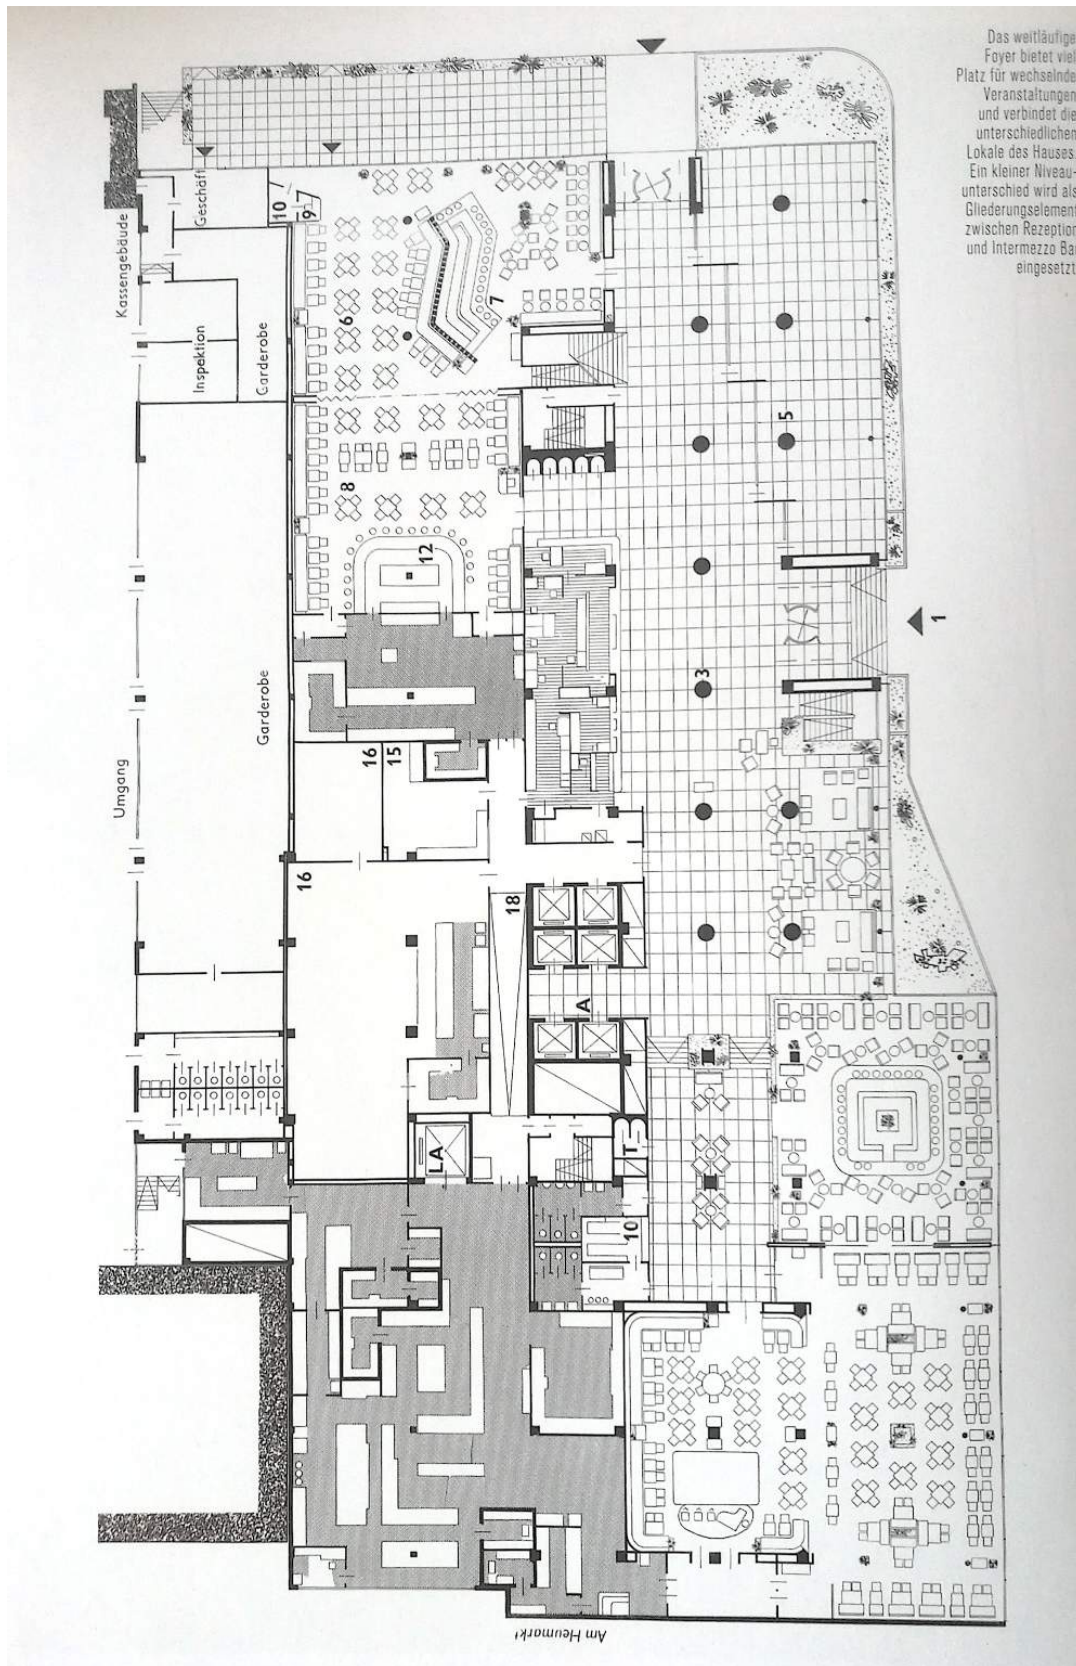 Das weitläufige
Foyer bietet viel
Platz für wechselnde
Veranstaltungen
und verbindet die
unterschiedlichen
Lokale des Hauses.
Ein kleiner Niveau-
unterschied wird als
Gliederungselement
zwischen Rezeption
und Intermezzo Bar
eingesetzt
Kassengebäude
Geschäft
10
9
Inspektion
Garderobe
6
7
8
12
5
1
3
Umgang
Garderobe
16
15
16
18
A
LA
T
10
Am Heumarkt